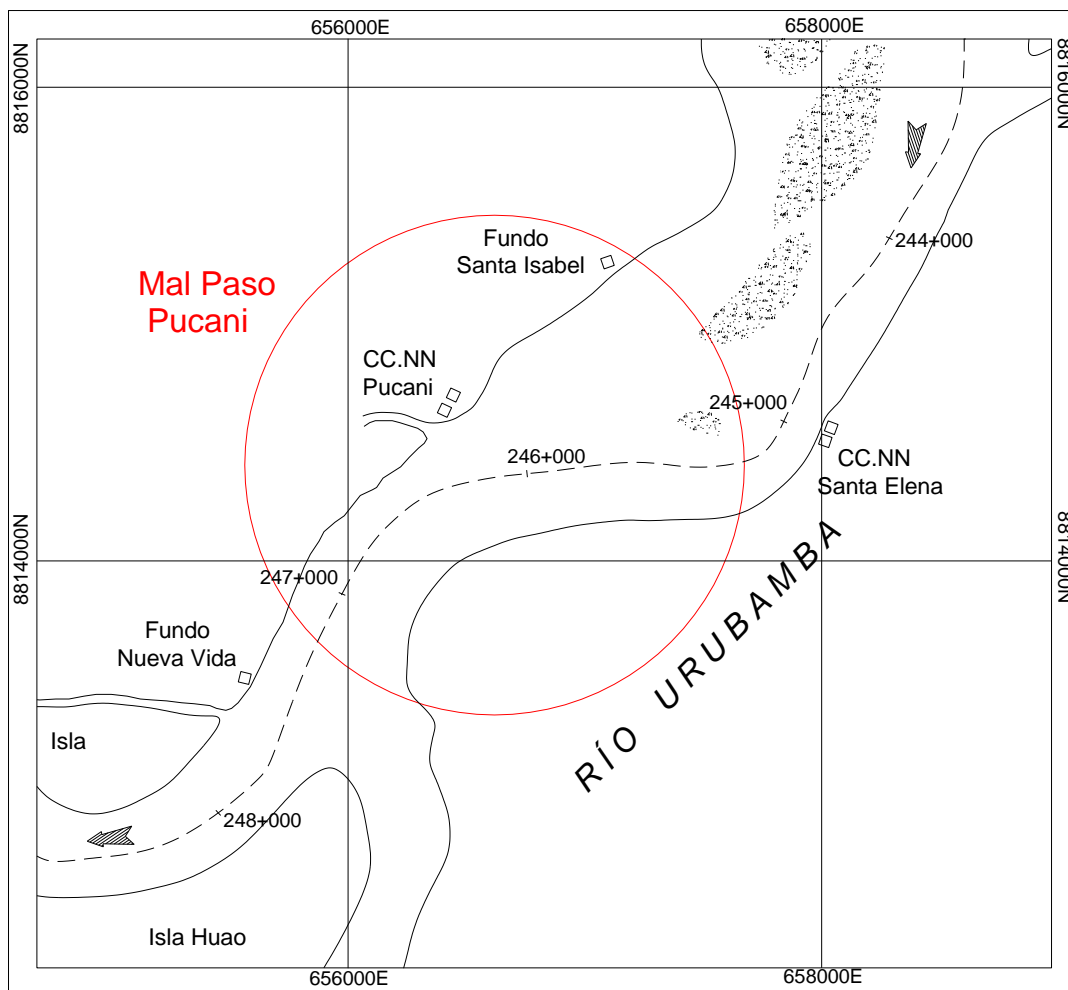 656000E
658000E
8816000N
8816000N
244+000
Fundo
Santa Isabel
Mal Paso
Pucani
CC.NN
Pucani
245+000
246+000
CC.NN
Santa Elena
8814000N
8814000N
247+000
RÍO URUBAMBA
Fundo
Nueva Vida
Isla
248+000
Isla Huao
656000E
658000E